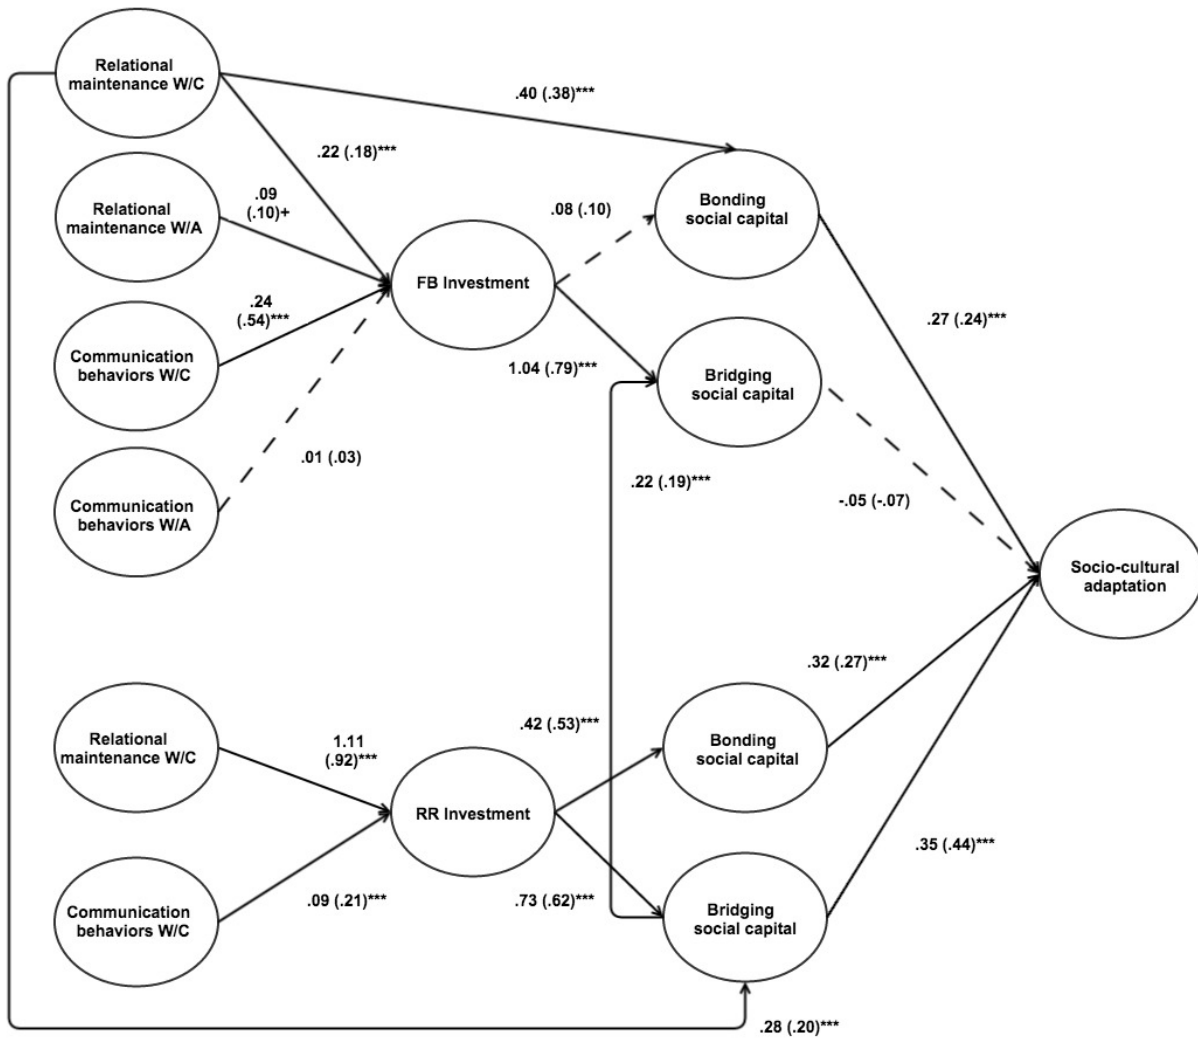 Relational
maintenance W/C
.40 (.38)***
.22 (.18)***
Relational
maintenance W/A
.09
(.10)+
.08 (.10)
Bonding
social capital
FB Investment
.24
(.54)***
.27 (.24)***
Communication
behaviors W/C
1.04 (.79)***
Bridging
social capital
.01 (.03)
.22 (.19)***
-.05 (-.07)
Communication
behaviors W/A
Socio-cultural
adaptation
.32 (.27)***
Relational
maintenance W/C
1.11
(.92)***
.42 (.53)***
Bonding
social capital
RR Investment
.35 (.44)***
.09 (.21)***
.73 (.62)***
Communication
behaviors W/C
Bridging
social capital
.28 (.20)***